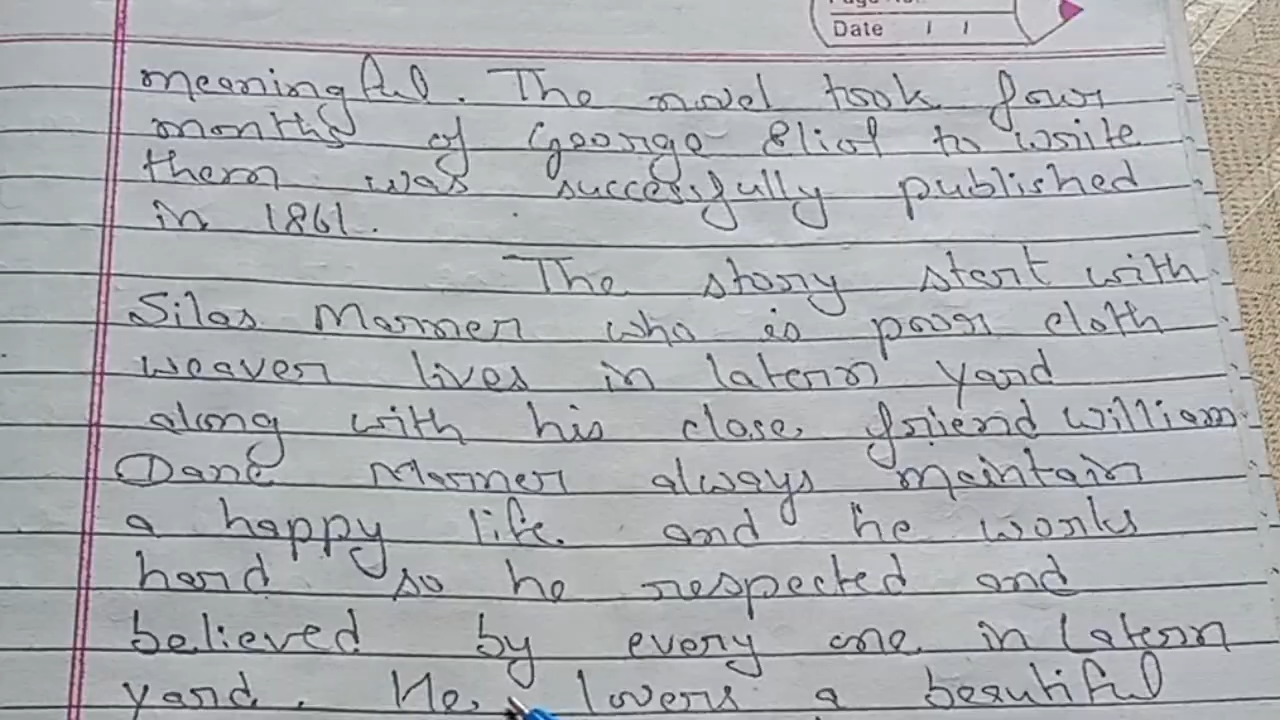 Date / /
meaningful. The novel took four
months of George Eliot to write
them was successfully published
in 1861.
The story stert with
Silas Marner who is poor cloth
weaver lives in latern yard
along with his close friend William
Dane Marner always maintain
a happy life. and he works
hard so he respected and
believed by every one in Latern
yard. He, lovers a beautiful